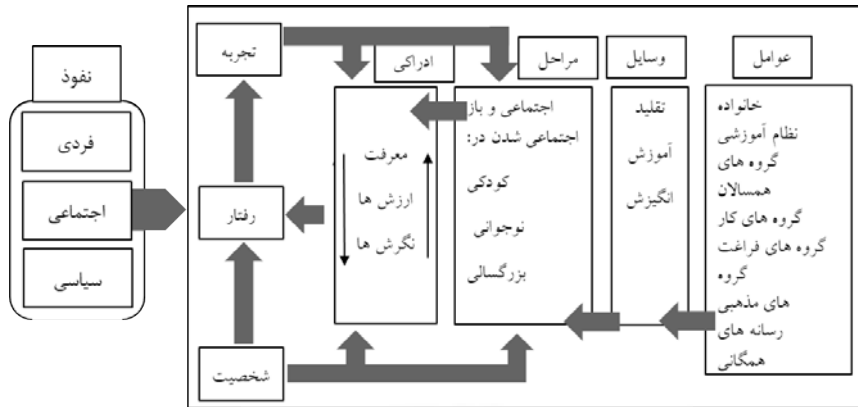 عوامل
خانواده
نظام آموزشی
گروه های
همسالان
گروه های کار
گروه های فراغت
گروه
های مذهبی
رسانه های
همگانی
وسایل
تقلید
آموزش
انگیزش
مراحل
اجتماعی و باز
اجتماعی شدن در:
کودکی
نوجوانی
بزرگسالی
ادراکی
معرفت
ارزش ها
نگرش ها
تجربه
رفتار
شخصیت
نفوذ
فردی
اجتماعی
سیاسی